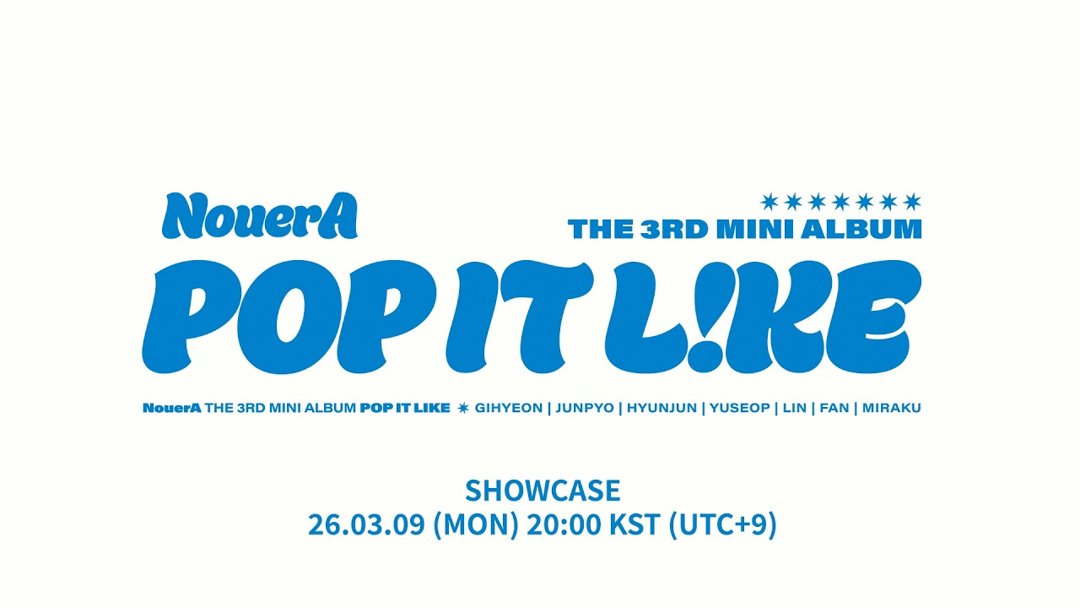 NouerA
THE 3RD MINI ALBUM
POP IT L!KE
NouerA THE 3RD MINI ALBUM POP IT LIKE ✶ GIHYEON | JUNPYO | HYUNJUN | YUSEOP | LIN | FAN | MIRAKU
SHOWCASE
26.03.09 (MON) 20:00 KST (UTC+9)